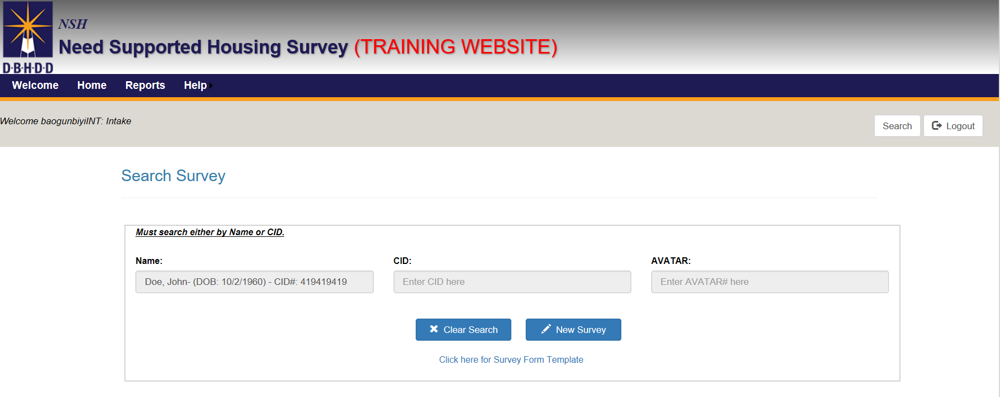 NSH
Need Supported Housing Survey (TRAINING WEBSITE)
D·B·H·D·D
Welcome Home Reports Help
Welcome baogunbiyiINT: Intake
Search Logout
Search Survey
Must search either by Name or CID.
Name: CID: AVATAR:
Doe, John- (DOB: 10/2/1960) - CID#: 419419419 Enter CID here Enter AVATAR# here
Clear Search New Survey
Click here for Survey Form Template